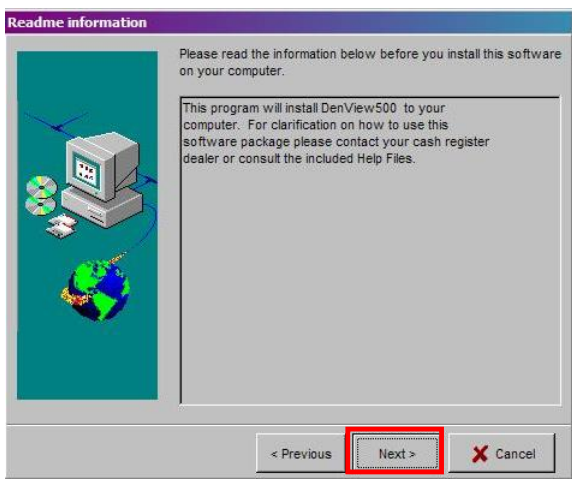 Readme information
Please read the information below before you install this software
on your computer.
This program will install DenView500 to your
computer. For clarification on how to use this
software package please contact your cash register
dealer or consult the included Help Files.
< Previous
Next >
Cancel